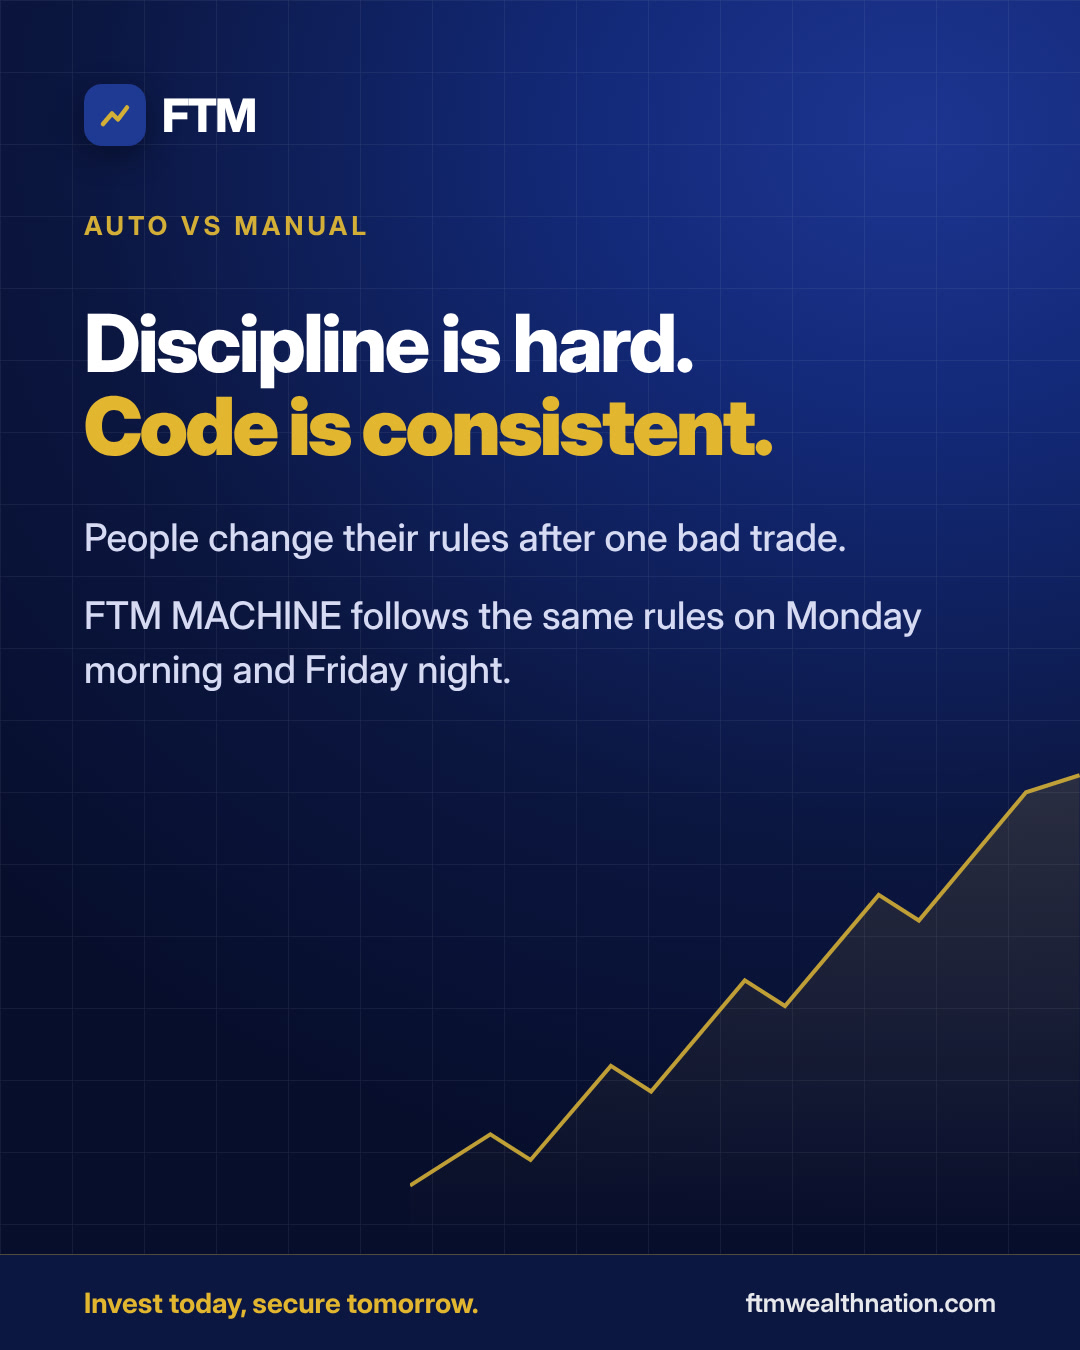 FTM
AUTO VS MANUAL
Discipline is hard.
Code is consistent.
People change their rules after one bad trade.
FTM MACHINE follows the same rules on Monday
morning and Friday night.
Invest today, secure tomorrow.
ftmwealthnation.com